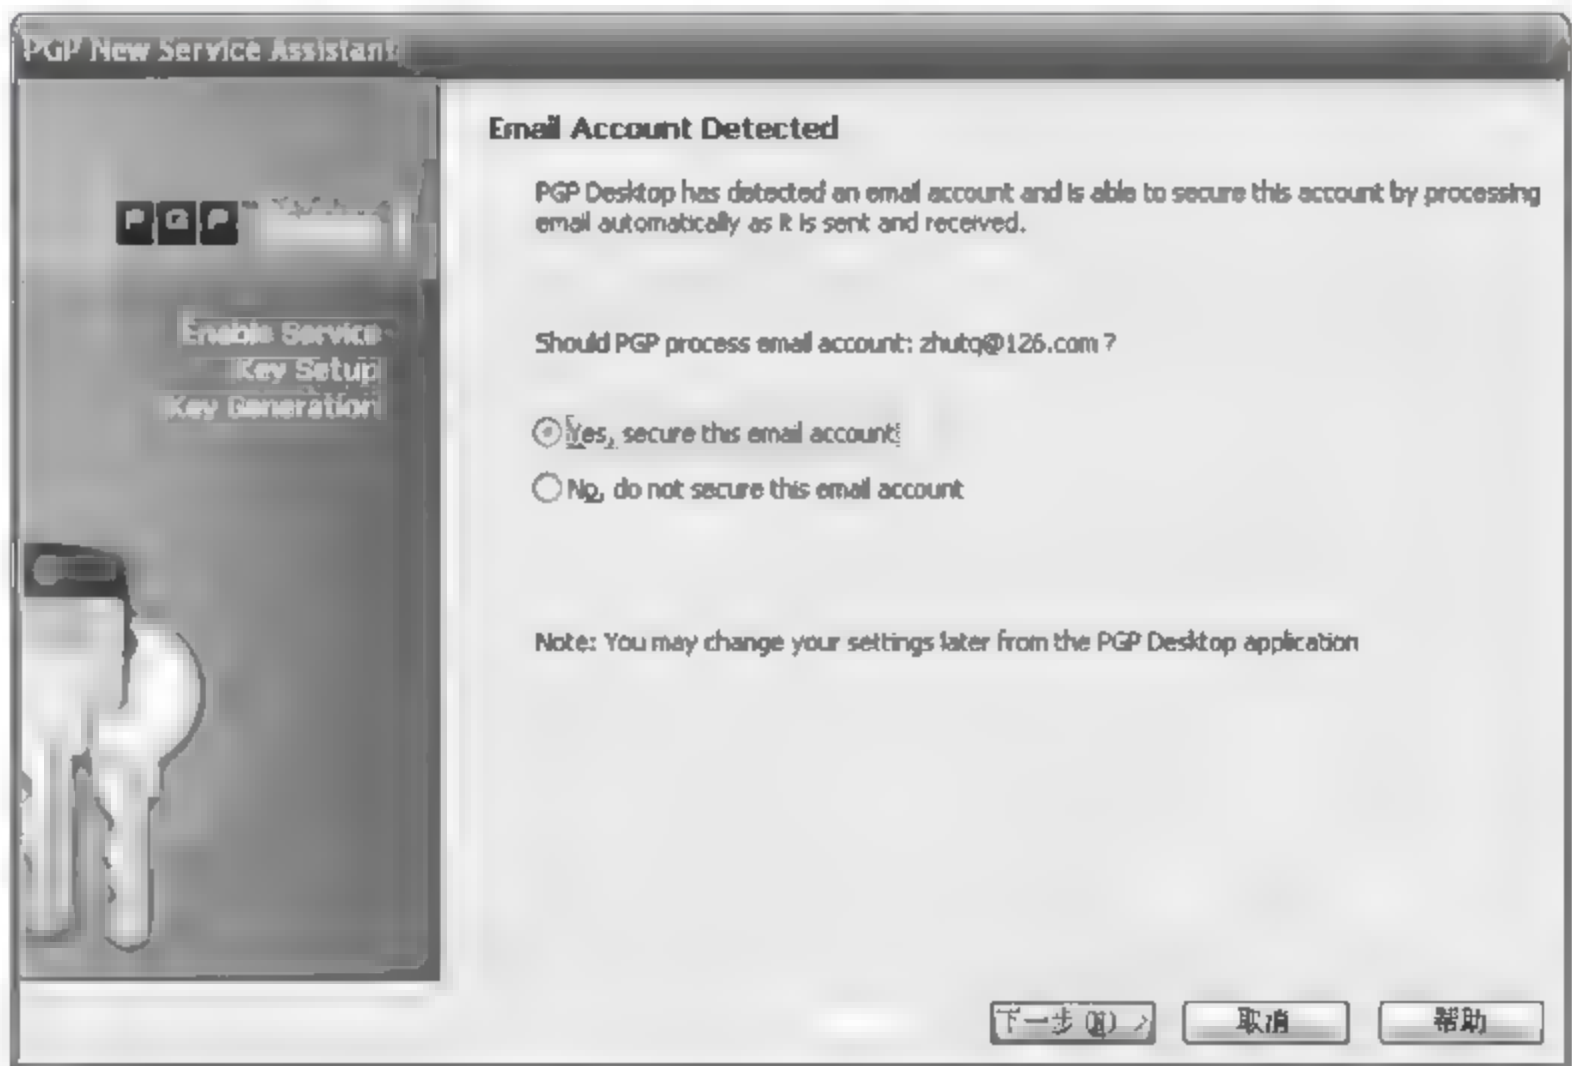 PGP New Service Assistant
Email Account Detected
PGP Desktop has detected an email account and is able to secure this account by processing
email automatically as it is sent and received.
PGP
Enable Service
Key Setup
Key Generation
Should PGP process email account: zhutq@126.com ?
Yes, secure this email account
No, do not secure this email account
Note: You may change your settings later from the PGP Desktop application
下一步(N) >
取消
帮助